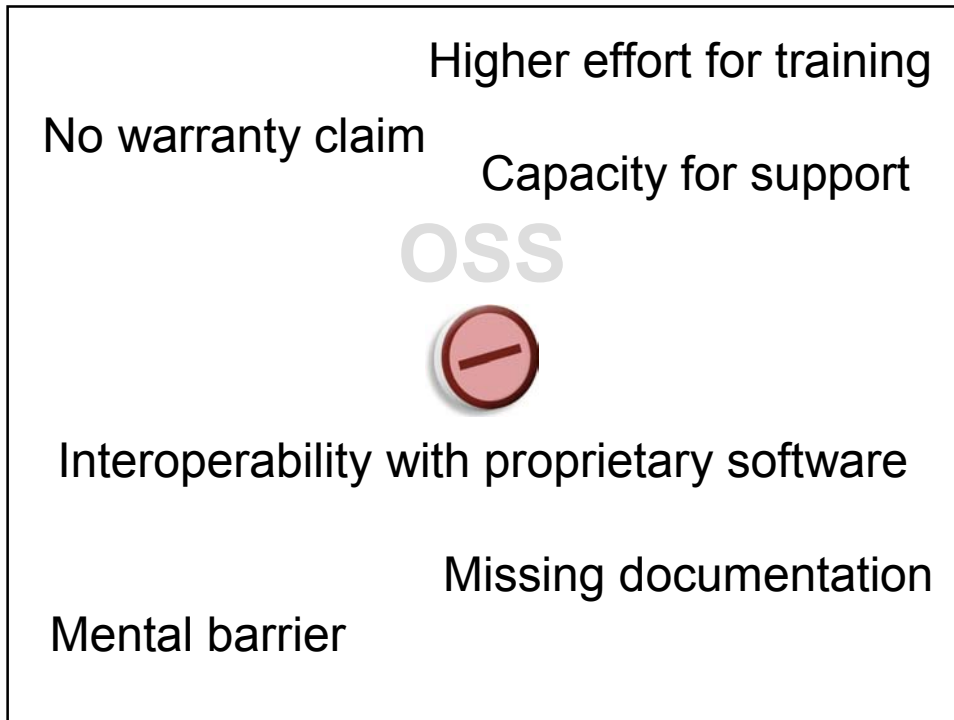 Higher effort for training
No warranty claim
Capacity for support
OSS
Interoperability with proprietary software
Missing documentation
Mental barrier